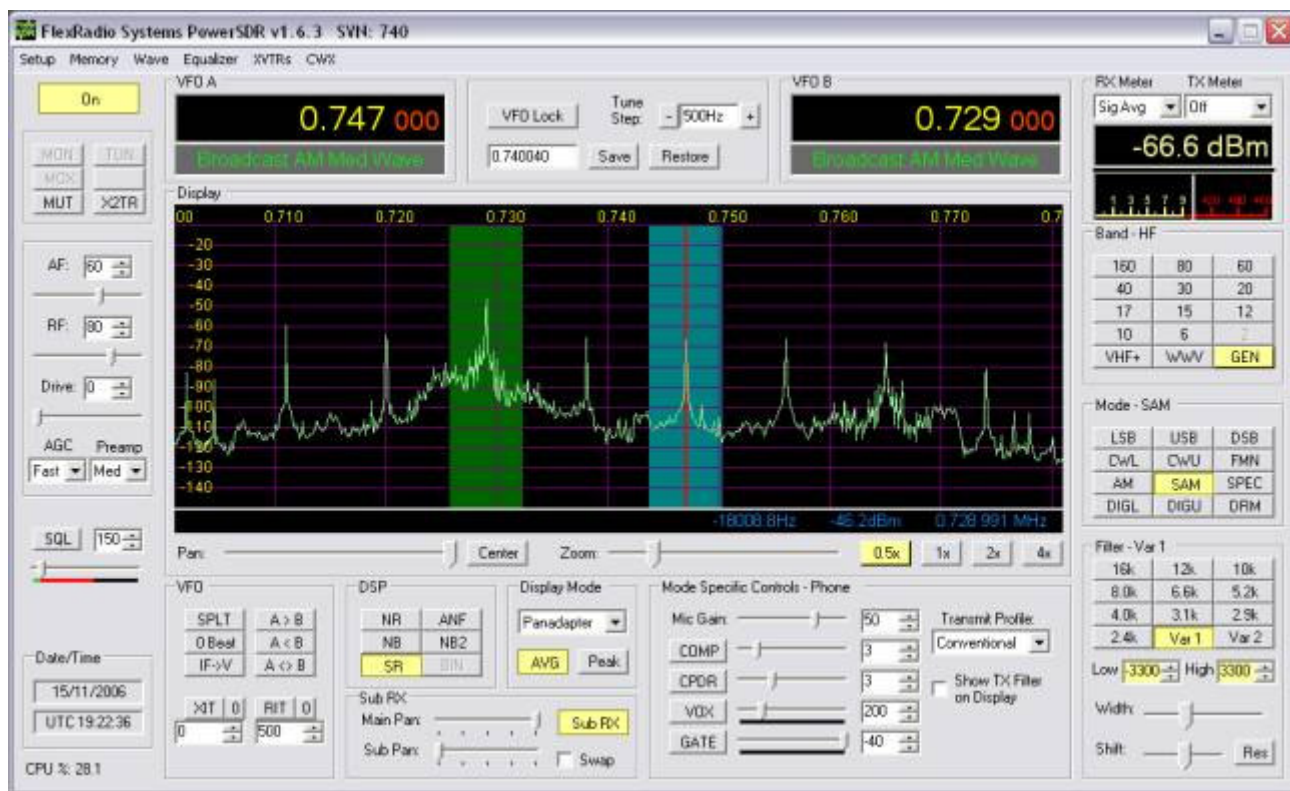 FlexRadio Systems PowerSDR v1.6.3 SVN: 740
Setup Memory Wave Equalizer XVTRs CWX
On
MON TUN
MOX
MUT X2TR
AF: 60
RF: 80
Drive: 0
AGC Preamp
Fast Med
SQL 150
Date/Time
15/11/2006
UTC 19:22:36
CPU %: 28.1
VFO A
0.747 000
Broadcast AM Med Wave
VFO Lock Tune Step: - 500Hz +
0.740040 Save Restore
VFO B
0.729 000
Broadcast AM Med Wave
Display
00 0.710 0.720 0.730 0.740 0.750 0.760 0.770 0.7
-20
-30
-40
-50
-60
-70
-80
-90
-100
-110
-120
-130
-140
-18008.8Hz -46.2dBm 0.728 991 MHz
Pan: Center Zoom: 0.5x 1x 2x 4x
VFO
SPLT A > B
0 Beat A < B
IF->V A <> B
XIT 0 RIT 0
0 500
DSP
NR ANF
NB NB2
SR BIN
Display Mode
Panadapter
AVG Peak
Sub RX
Main Pan: Sub RX
Sub Pan: Swap
Mode Specific Controls - Phone
Mic Gain: 50
COMP 3
CPDR 3
VOX 200
GATE -40
Transmit Profile:
Conventional
Show TX Filter
on Display
RX Meter TX Meter
Sig Avg Off
-66.6 dBm
1 3 5 7 9
Band - HF
160 80 60
40 30 20
17 15 12
10 6 2
VHF+ WWV GEN
Mode - SAM
LSB USB DSB
CWL CWU FMN
AM SAM SPEC
DIGL DIGU DRM
Filter - Var 1
16k 12k 10k
8.0k 6.6k 5.2k
4.0k 3.1k 2.9k
2.4k Var 1 Var 2
Low -3300 High 3300
Width:
Shift: Res